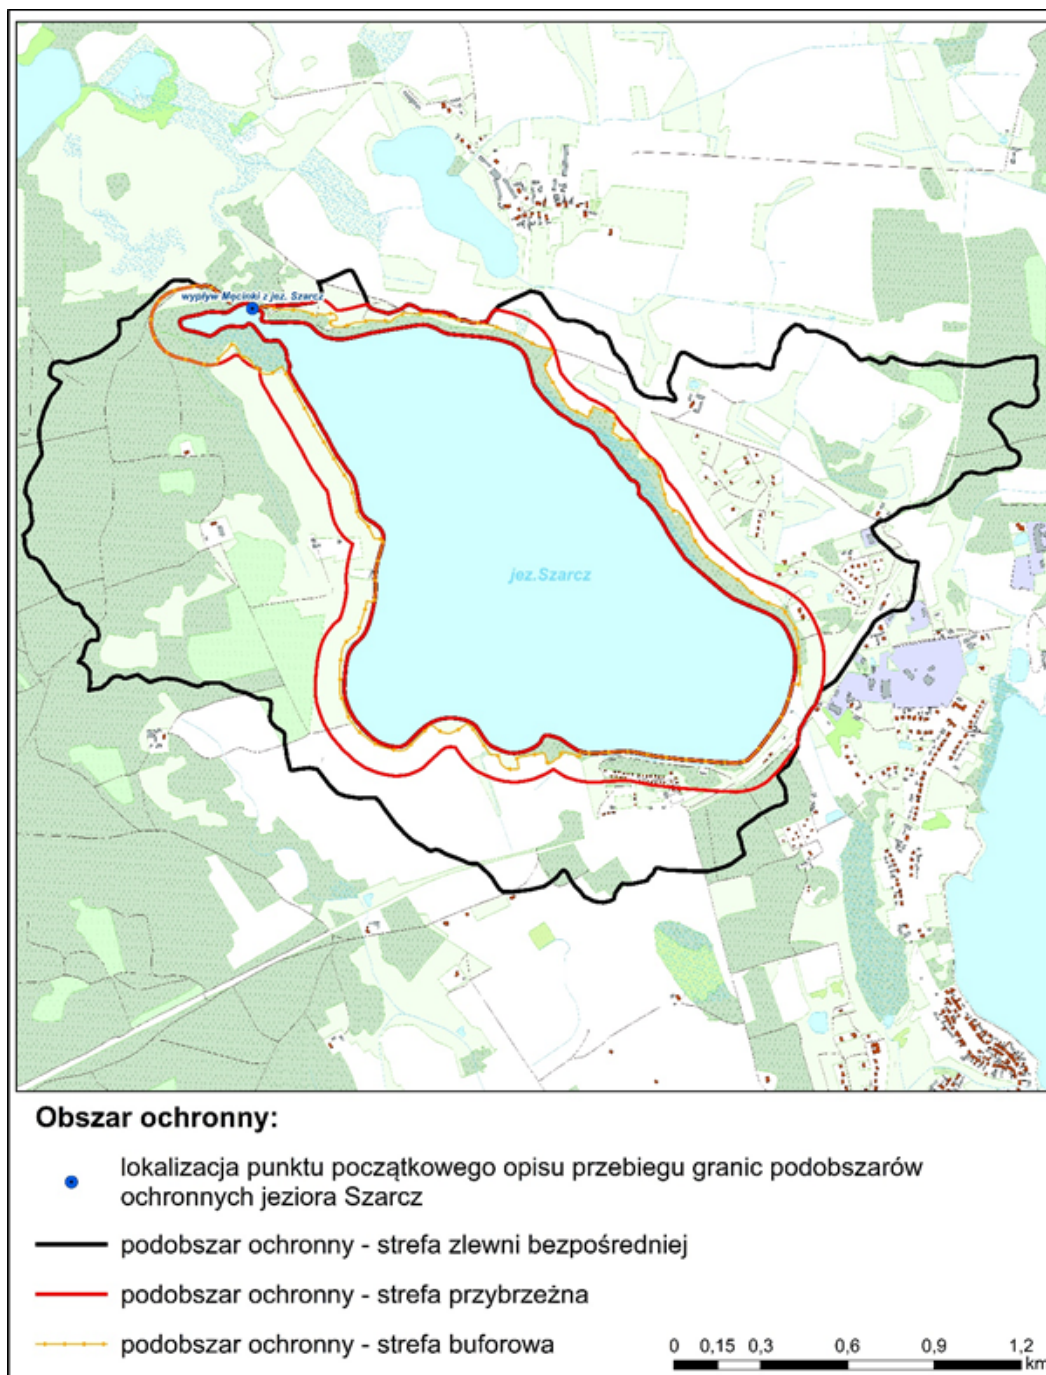 wypływ Męcinki z jez. Szarcz
jez.Szarcz
Obszar ochronny:
lokalizacja punktu początkowego opisu przebiegu granic podobszarów
ochronnych jeziora Szarcz
podobszar ochronny - strefa zlewni bezpośredniej
podobszar ochronny - strefa przybrzeżna
podobszar ochronny - strefa buforowa
0 0,15 0,3 0,6 0,9 1,2
km